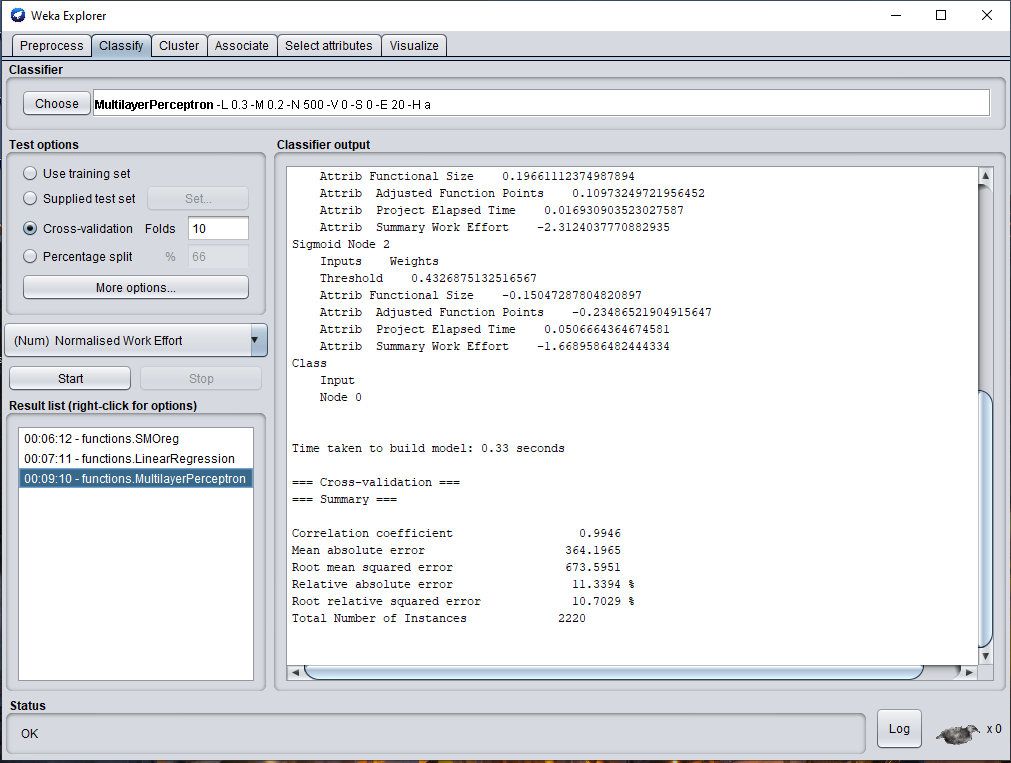 Weka Explorer
Preprocess Classify Cluster Associate Select attributes Visualize
Classifier
Choose MultilayerPerceptron -L 0.3 -M 0.2 -N 500 -V 0 -S 0 -E 20 -H a
Test options
Use training set
Supplied test set Set...
Cross-validation Folds 10
Percentage split % 66
More options...
(Num) Normalised Work Effort
Start Stop
Result list (right-click for options)
00:06:12 - functions.SMOreg
00:07:11 - functions.LinearRegression
00:09:10 - functions.MultilayerPerceptron
Classifier output
Attrib Functional Size 0.19661112374987894
Attrib Adjusted Function Points 0.10973249721956452
Attrib Project Elapsed Time 0.016930903523027587
Attrib Summary Work Effort -2.3124037770882935
Sigmoid Node 2
Inputs Weights
Threshold 0.4326875132516567
Attrib Functional Size -0.15047287804820897
Attrib Adjusted Function Points -0.23486521904915647
Attrib Project Elapsed Time 0.0506664364674581
Attrib Summary Work Effort -1.6689586482444334
Class
Input
Node 0
Time taken to build model: 0.33 seconds
=== Cross-validation ===
=== Summary ===
Correlation coefficient 0.9946
Mean absolute error 364.1965
Root mean squared error 673.5951
Relative absolute error 11.3394 %
Root relative squared error 10.7029 %
Total Number of Instances 2220
Status
OK
Log x 0